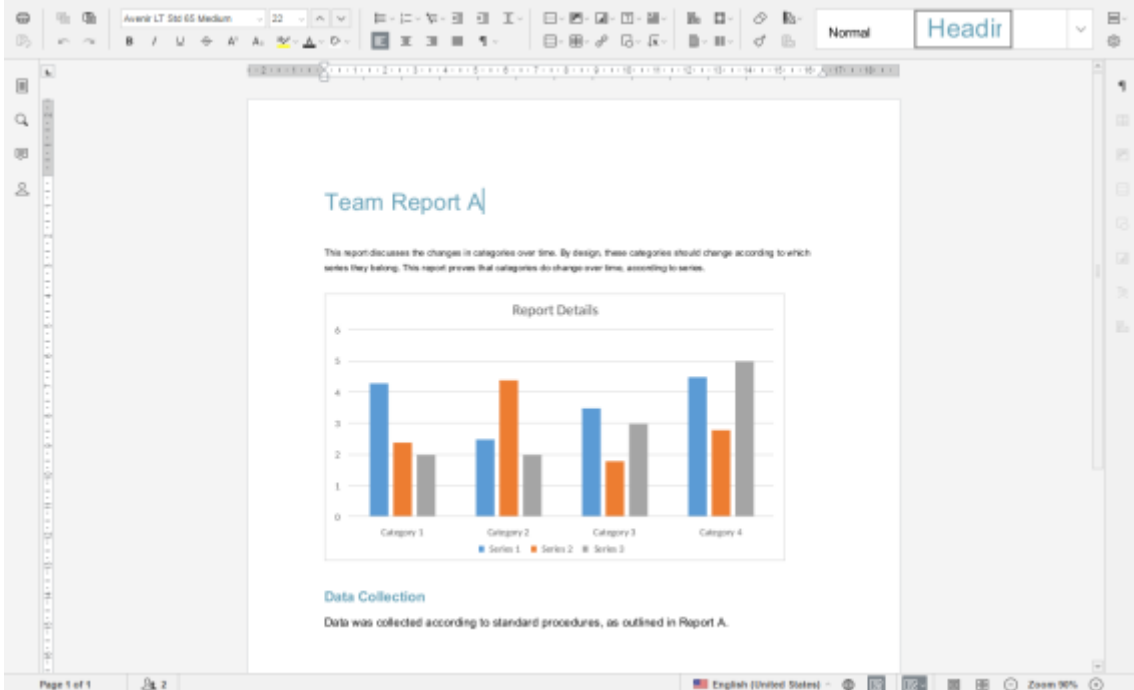 Avenir LT Std 65 Medium 22
Normal
Headir
Team Report A
This report discusses the changes in categories over time. By design, these categories should change according to which
series they belong. This report proves that categories do change over time, according to series.
Report Details
6
5
4
3
2
1
0
Category 1 Category 2 Category 3 Category 4
Series 1 Series 2 Series 3
Data Collection
Data was collected according to standard procedures, as outlined in Report A.
Page 1 of 1 2 English (United States) Zoom 90%